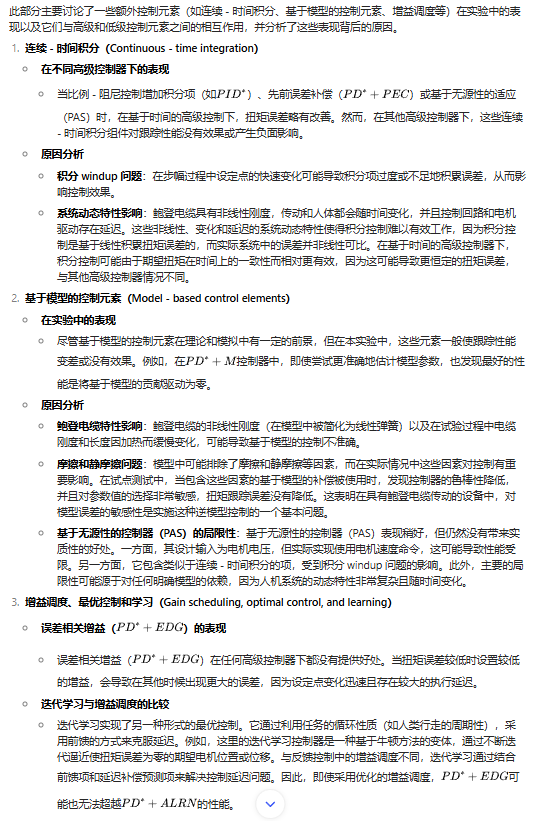 此部分主要讨论了一些额外控制元素（如连续 - 时间积分、基于模型的控制元素、增益调度等）在实验中的表
现以及它们与高级和低级控制元素之间的相互作用，并分析了这些表现背后的原因。
1. 连续 - 时间积分（Continuous - time integration）
在不同高级控制器下的表现
当比例 - 阻尼控制增加积分项（如PID*）、先前误差补偿（PD* + PEC）或基于无源性的适应
（PAS）时，在基于时间的高级控制下，扭矩误差略有改善。然而，在其他高级控制器下，这些连续
- 时间积分组件对跟踪性能没有效果或产生负面影响。
原因分析
积分 windup 问题：在步幅过程中设定点的快速变化可能导致积分项过度或不足地积累误差，从而影
响控制效果。
系统动态特性影响：鲍登电缆具有非线性刚度，传动和人体都会随时间变化，并且控制回路和电机
驱动存在延迟。这些非线性、变化和延迟的系统动态特性使得积分控制难以有效工作，因为积分控
制是基于线性积累扭矩误差的，而实际系统中的误差并非线性可比。在基于时间的高级控制器下，
积分控制可能由于期望扭矩在时间上的一致性而相对更有效，因为这可能导致更恒定的扭矩误差，
与其他高级控制器情况不同。
2. 基于模型的控制元素（Model - based control elements）
在实验中的表现
尽管基于模型的控制元素在理论和模拟中有一定的前景，但在本实验中，这些元素一般使跟踪性能
变差或没有效果。例如，在PD* + M控制器中，即使尝试更准确地估计模型参数，也发现最好的性
能是将基于模型的贡献驱动为零。
原因分析
鲍登电缆特性影响：鲍登电缆的非线性刚度（在模型中被简化为线性弹簧）以及在试验过程中电缆
刚度和长度因加热而缓慢变化，可能导致基于模型的控制不准确。
摩擦和静摩擦问题：模型中可能排除了摩擦和静摩擦等因素，而在实际情况中这些因素对控制有重
要影响。在试点测试中，当包含这些因素的基于模型的补偿被使用时，发现控制器的鲁棒性降低，
并且对参数值的选择非常敏感，扭矩跟踪误差没有降低。这表明在具有鲍登电缆传动的设备中，对
模型误差的敏感性是实施这种逆模型控制的一个基本问题。
基于无源性的控制器（PAS）的局限性：基于无源性的控制器（PAS）表现稍好，但仍然没有带来实
质性的好处。一方面，其设计输入为电机电压，但实际实现使用电机速度命令，这可能导致性能受
限。另一方面，它包含类似于连续 - 时间积分的项，受到积分 windup 问题的影响。此外，主要的局
限性可能源于对任何明确模型的依赖，因为人机系统的动态特性非常复杂且随时间变化。
3. 增益调度、最优控制和学习（Gain scheduling, optimal control, and learning）
误差相关增益（PD* + EDG）的表现
误差相关增益（PD* + EDG）在任何高级控制器下都没有提供好处。当扭矩误差较低时设置较低
的增益，会导致在其他时候出现更大的误差，因为设定点变化迅速且存在较大的执行延迟。
迭代学习与增益调度的比较
迭代学习实现了另一种形式的最优控制。它通过利用任务的循环性质（如人类行走的周期性），采
用前馈的方式来克服延迟。例如，这里的迭代学习控制器是一种基于牛顿方法的变体，通过不断迭
代逼近使扭矩误差为零的期望电机位置或位移。与反馈控制中的增益调度不同，迭代学习通过结合
前馈项和延迟补偿预测项来解决控制延迟问题。因此，即使采用优化的增益调度，PD* + EDG可
能也无法超越PD* + ALRN的性能。